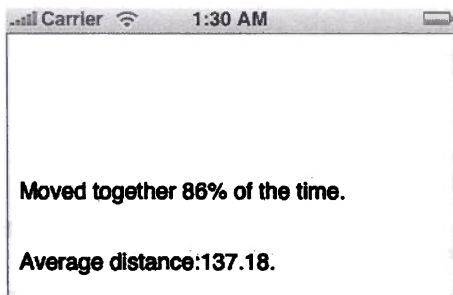 Carrier 1:30 AM
Moved together 86% of the time.
Average distance:137.18.